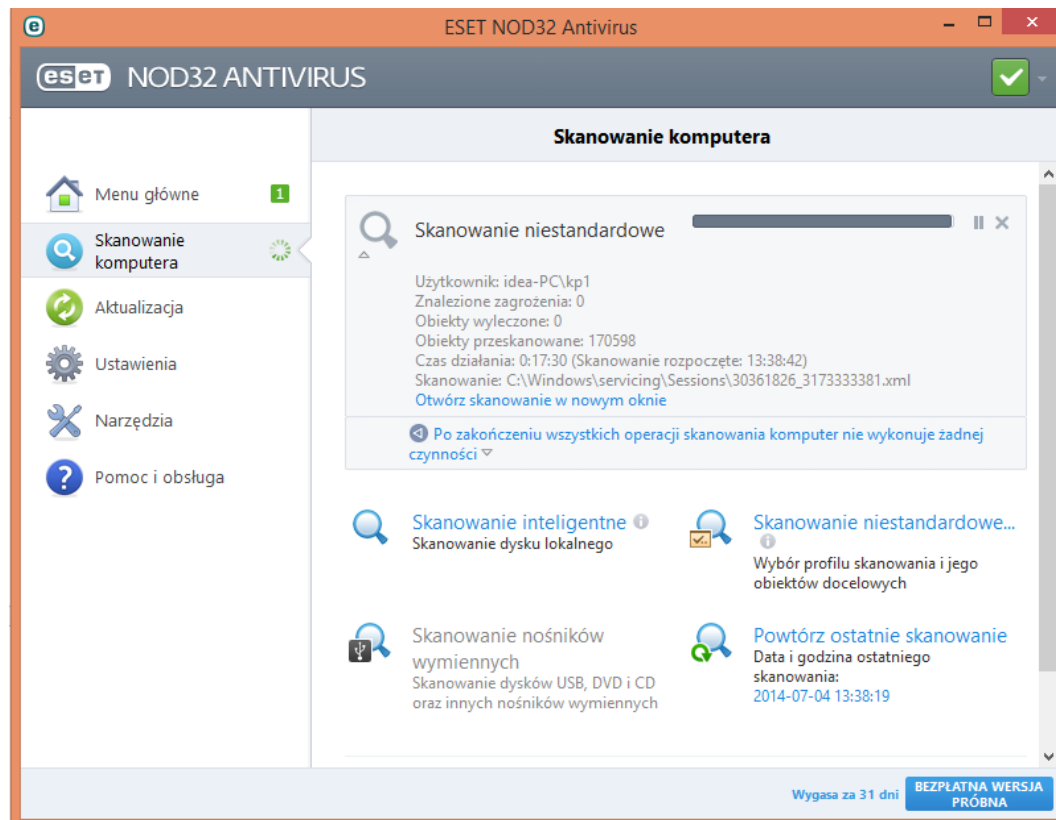 ESET NOD32 Antivirus
eset NOD32 ANTIVIRUS
Menu główne 1
Skanowanie
komputera
Aktualizacja
Ustawienia
Narzędzia
Pomoc i obsługa
Skanowanie komputera
Skanowanie niestandardowe
Użytkownik: idea-PC\kp1
Znalezione zagrożenia: 0
Obiekty wyleczone: 0
Obiekty przeskanowane: 170598
Czas działania: 0:17:30 (Skanowanie rozpoczęte: 13:38:42)
Skanowanie: C:\Windows\servicing\Sessions\30361826_3173333381.xml
Otwórz skanowanie w nowym oknie
Po zakończeniu wszystkich operacji skanowania komputer nie wykonuje żadnej
czynności
Skanowanie inteligentne
Skanowanie dysku lokalnego
Skanowanie niestandardowe...
Wybór profilu skanowania i jego
obiektów docelowych
Skanowanie nośników
wymiennych
Skanowanie dysków USB, DVD i CD
oraz innych nośników wymiennych
Powtórz ostatnie skanowanie
Data i godzina ostatniego
skanowania:
2014-07-04 13:38:19
Wygasa za 31 dni
BEZPŁATNA WERSJA
PRÓBNA